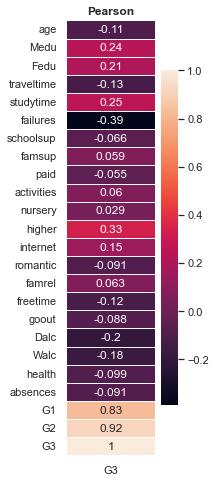 Pearson
age -0.11
Medu 0.24
Fedu 0.21
traveltime -0.13
studytime 0.25
failures -0.39
schoolsup -0.066
famsup 0.059
paid -0.055
activities 0.06
nursery 0.029
higher 0.33
internet 0.15
romantic -0.091
famrel 0.063
freetime -0.12
goout -0.088
Dalc -0.2
Walc -0.18
health -0.099
absences -0.091
G1 0.83
G2 0.92
G3 1
G3
1.0
0.8
0.6
0.4
0.2
0.0
−0.2